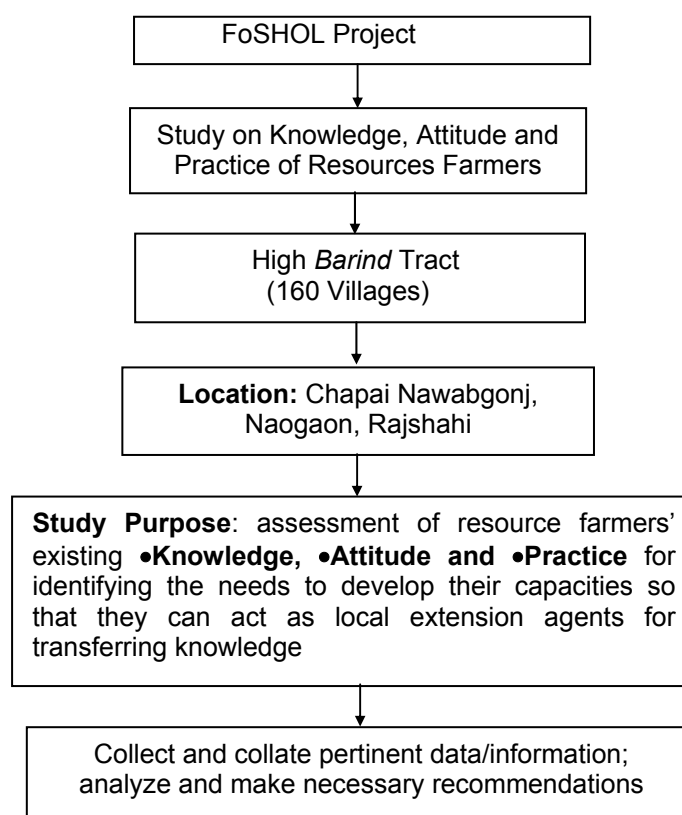 FoSHOL Project
Study on Knowledge, Attitude and
Practice of Resources Farmers
High Barind Tract
(160 Villages)
Location: Chapai Nawabgonj,
Naogaon, Rajshahi
Study Purpose: assessment of resource farmers’
existing •Knowledge, •Attitude and •Practice for
identifying the needs to develop their capacities so
that they can act as local extension agents for
transferring knowledge
Collect and collate pertinent data/information;
analyze and make necessary recommendations